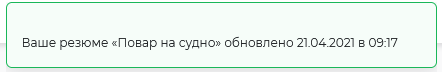 Ваше резюме «Повар на судно» обновлено 21.04.2021 в 09:17